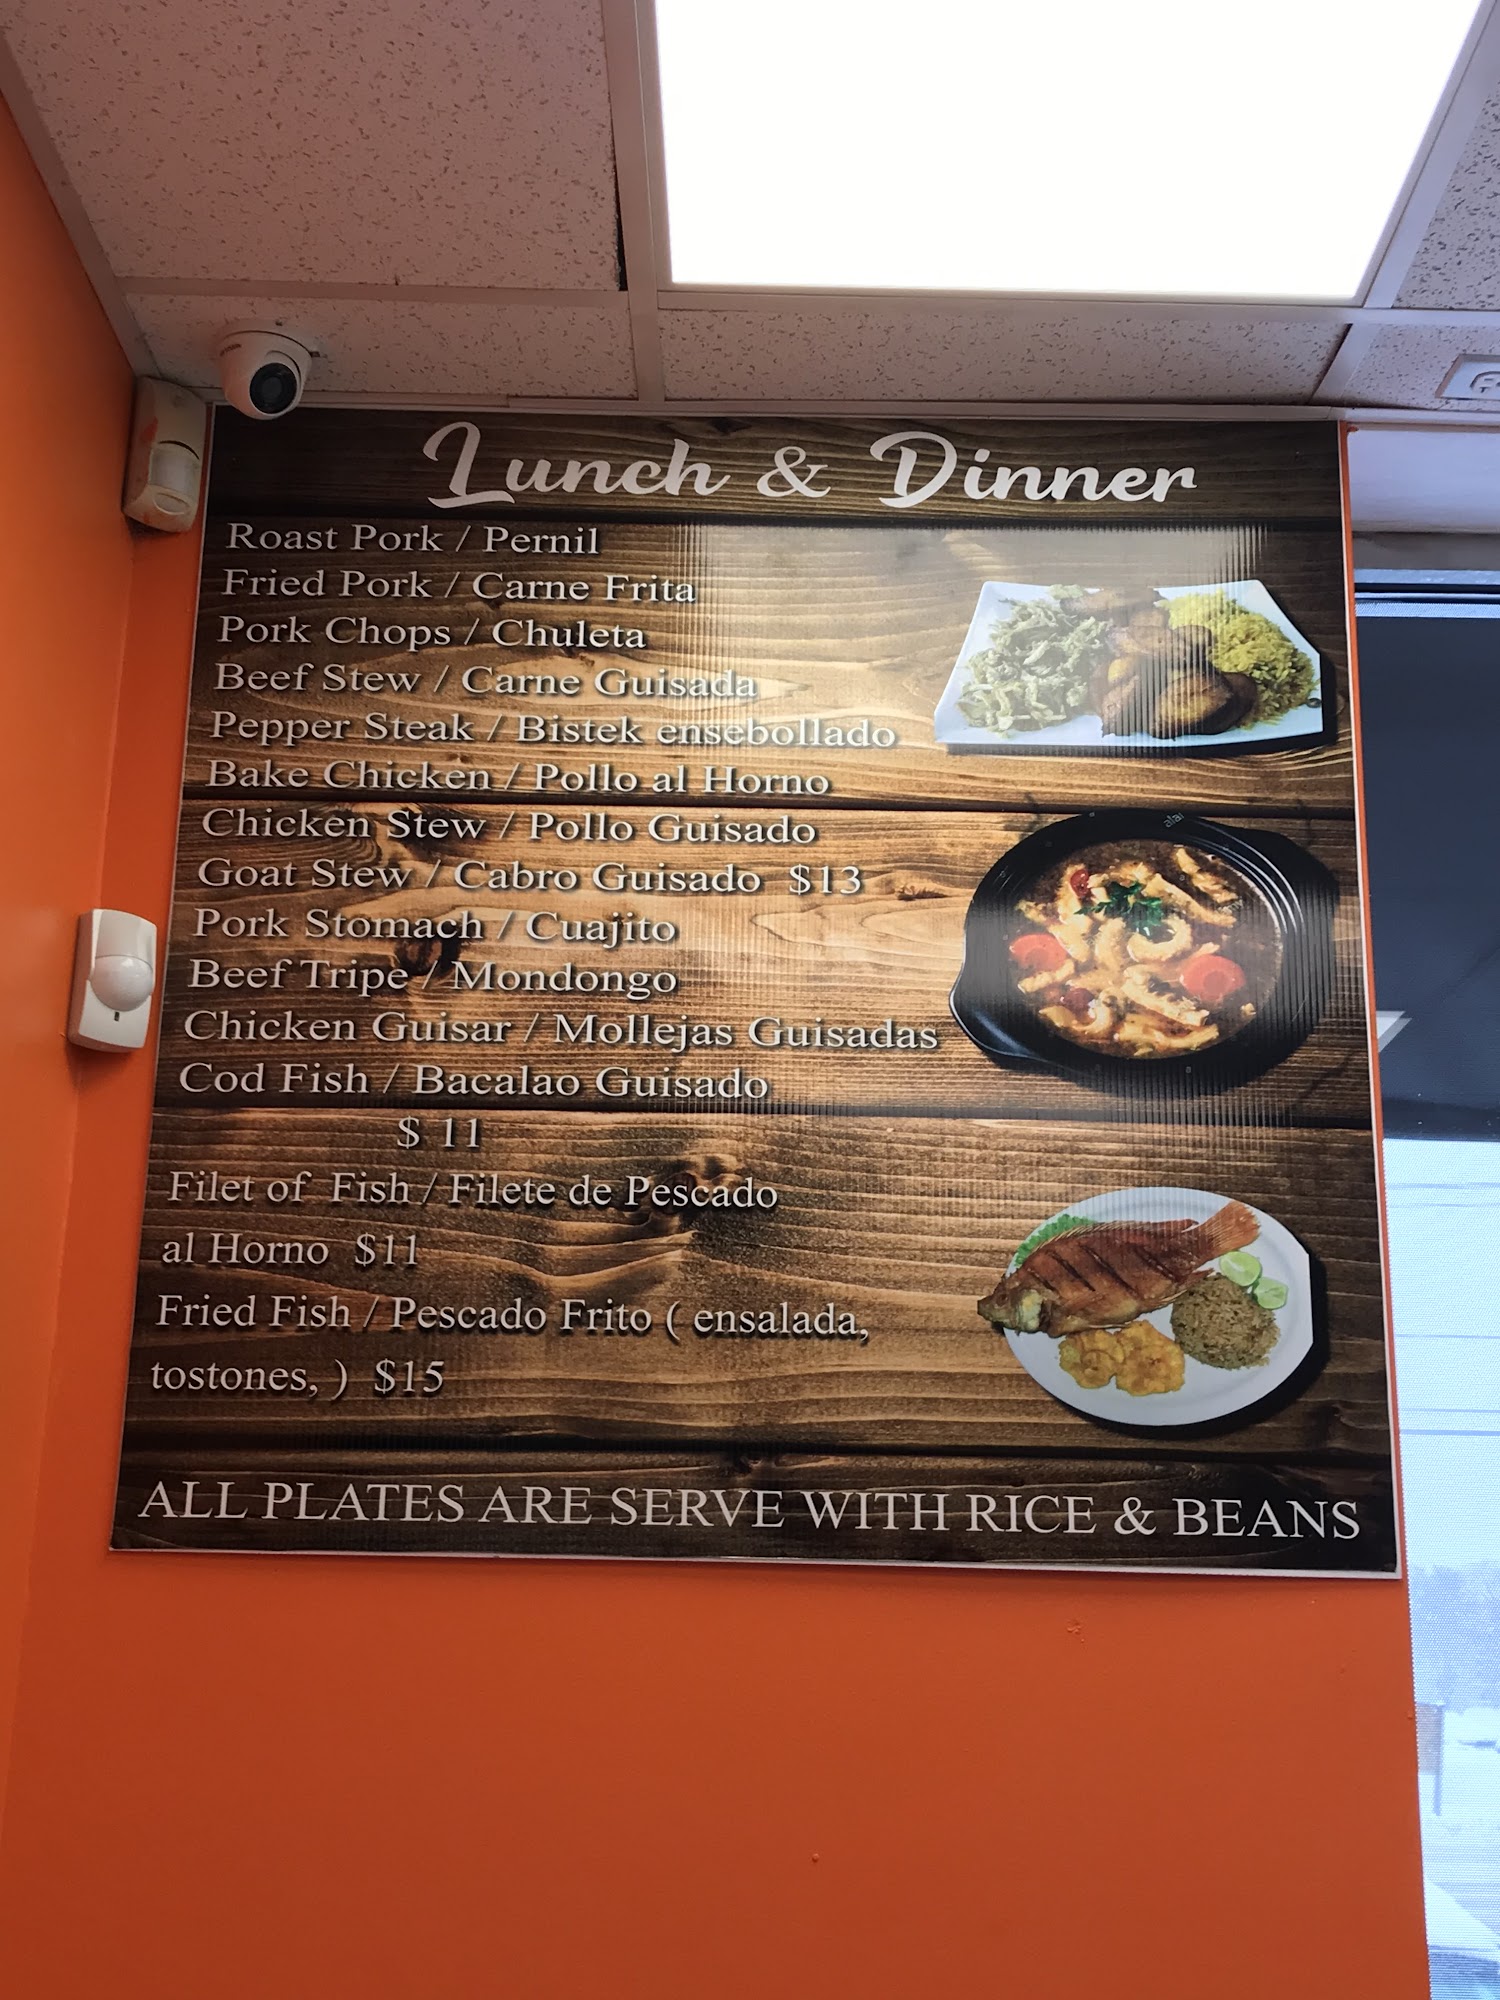 Lunch & Dinner
Roast Pork / Pernil
Fried Pork / Carne Frita
Pork Chops / Chuleta
Beef Stew / Carne Guisada
Pepper Steak / Bistek ensebollado
Bake Chicken / Pollo al Horno
Chicken Stew / Pollo Guisado
Goat Stew / Cabro Guisado $13
Pork Stomach / Cuajito
Beef Tripe / Mondongo
Chicken Guisar / Mollejas Guisadas
Cod Fish / Bacalao Guisado
$ 11
Filet of Fish / Filete de Pescado
al Horno $11
Fried Fish / Pescado Frito ( ensalada,
tostones, ) $15
ALL PLATES ARE SERVE WITH RICE & BEANS